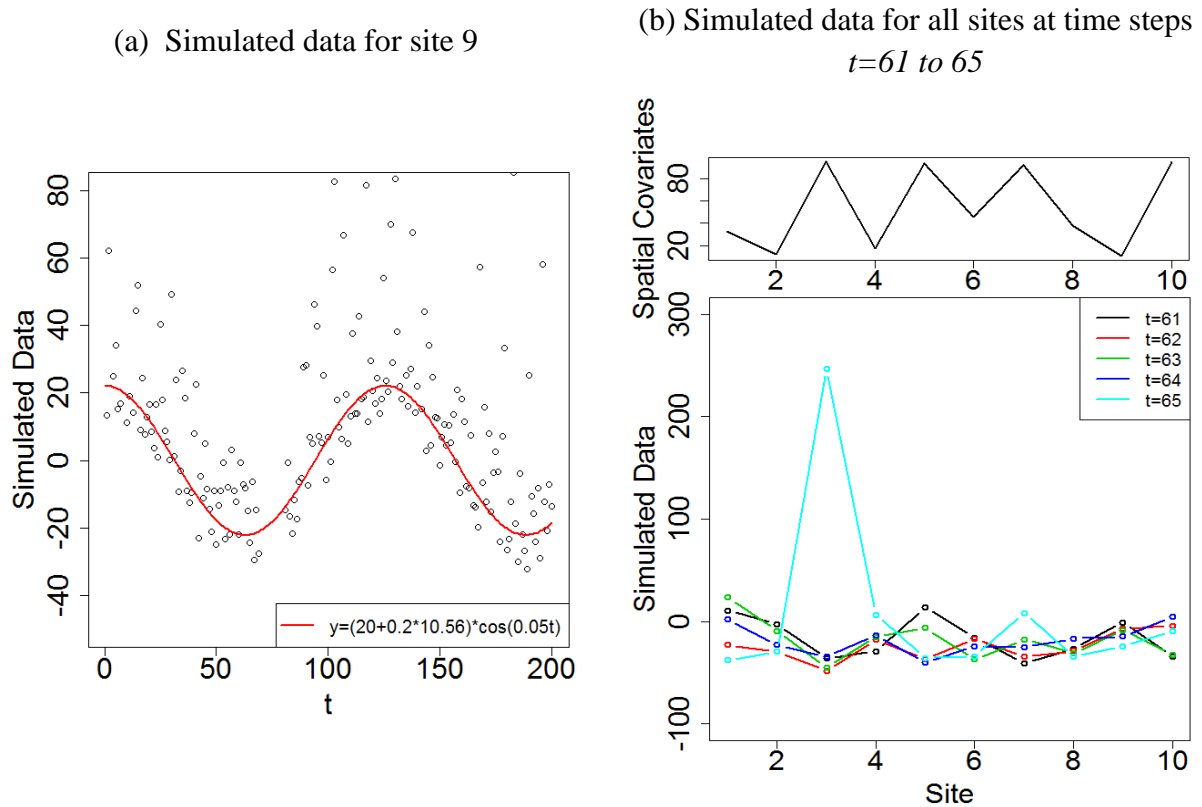 (a) Simulated data for site 9
Simulated Data
80
60
40
20
0
-20
-40
y=(20+0.2*10.56)*cos(0.05t)
0 50 100 150 200
t
(b) Simulated data for all sites at time steps
t=61 to 65
Spatial Covariates
80
20
2 4 6 8 10
Simulated Data
300
200
100
0
-100
t=61
t=62
t=63
t=64
t=65
2 4 6 8 10
Site